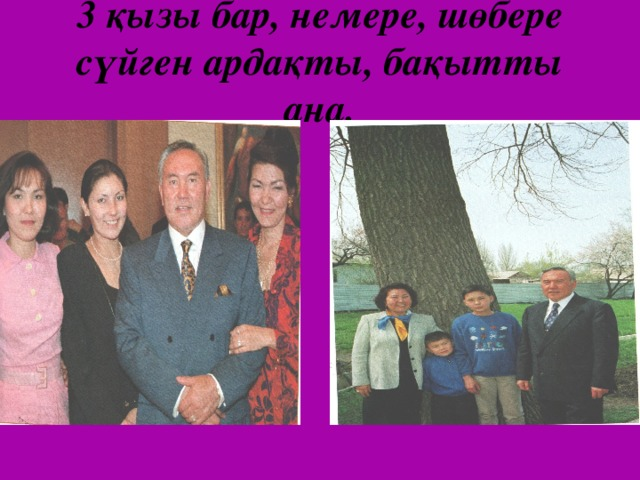 3 қызы бар, немере, шөбере
сүйген ардақты, бақытты
ана.